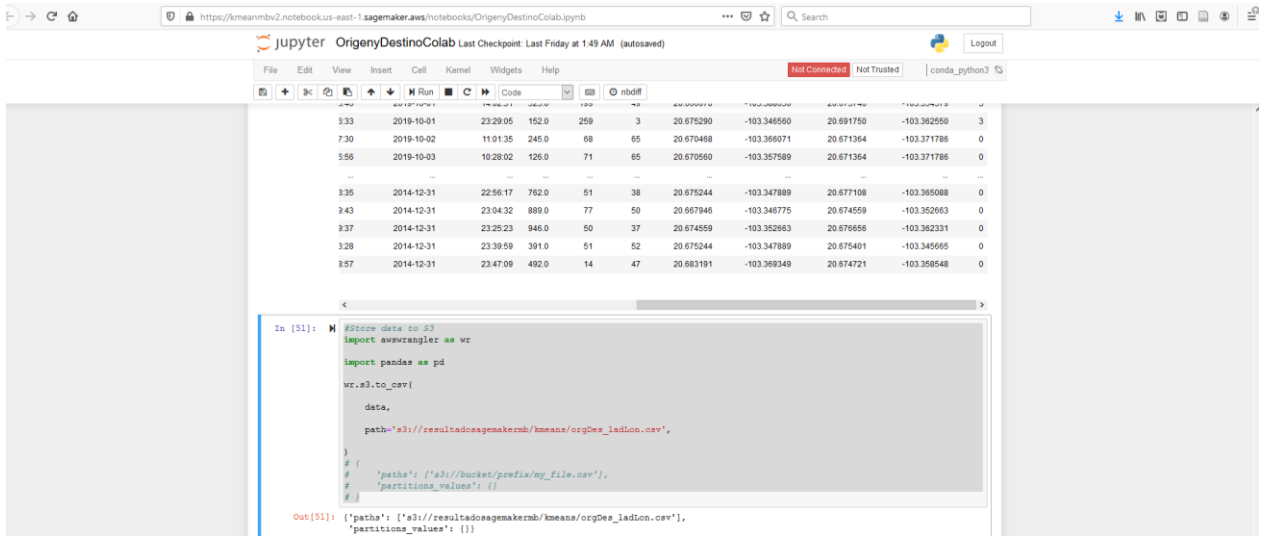 https://kmeanmbv2.notebook.us-east-1.sagemaker.aws/notebooks/OrigenyDestinoColab.ipynb
Search
jupyter OrigenyDestinoColab Last Checkpoint: Last Friday at 1:49 AM (autosaved)
Logout
File Edit View Insert Cell Kernel Widgets Help
Not Connected Not Trusted conda_python3
Run Code nbdiff
5:33 2019-10-01 23:29:05 152.0 259 3 20.675290 -103.346560 20.691750 -103.362550 3
7:30 2019-10-02 11:01:35 245.0 68 65 20.670468 -103.366071 20.671364 -103.371786 0
5:56 2019-10-03 10:28:02 126.0 71 65 20.670560 -103.357589 20.671364 -103.371786 0
... ... ... ... ... ... ... ... ... ... ...
3:35 2014-12-31 22:56:17 762.0 51 38 20.675244 -103.347889 20.677108 -103.365088 0
9:43 2014-12-31 23:04:32 889.0 77 50 20.667946 -103.346775 20.674559 -103.352663 0
9:37 2014-12-31 23:25:23 946.0 50 37 20.674559 -103.352663 20.676656 -103.362331 0
3:28 2014-12-31 23:39:59 391.0 51 52 20.675244 -103.347889 20.675401 -103.345665 0
8:57 2014-12-31 23:47:09 492.0 14 47 20.683191 -103.369349 20.674721 -103.358548 0
In [51]: #Store data to S3
import awswrangler as wr
import pandas as pd
wr.s3.to_csv(
data,
path='s3://resultadosagemakermb/kmeans/orgDes_ladLon.csv',
)
# {
# 'paths': ['s3://bucket/prefix/my_file.csv'],
# 'partitions_values': {}
# }
Out[51]: {'paths': ['s3://resultadosagemakermb/kmeans/orgDes_ladLon.csv'],
'partitions_values': {}}